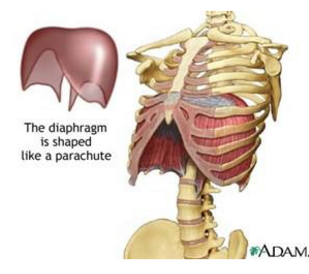 The diaphragm
is shaped
like a parachute
ADAM.